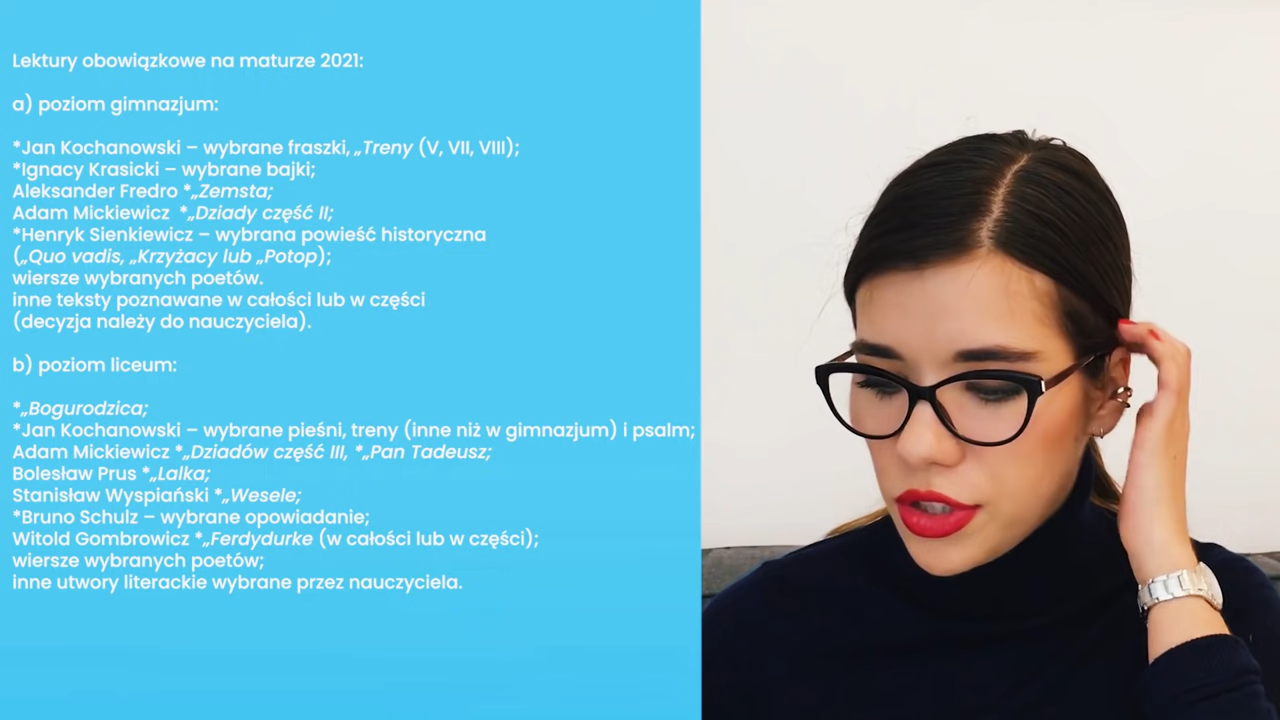 Lektury obowiązkowe na maturze 2021:
a) poziom gimnazjum:
*Jan Kochanowski – wybrane fraszki, „Treny (V, VII, VIII);
*Ignacy Krasicki – wybrane bajki;
Aleksander Fredro *„Zemsta;
Adam Mickiewicz *„Dziady część II;
*Henryk Sienkiewicz – wybrana powieść historyczna
(„Quo vadis, „Krzyżacy lub „Potop);
wiersze wybranych poetów.
inne teksty poznawane w całości lub w części
(decyzja należy do nauczyciela).
b) poziom liceum:
*„Bogurodzica;
*Jan Kochanowski – wybrane pieśni, treny (inne niż w gimnazjum) i psalm;
Adam Mickiewicz *„Dziadów część III, *„Pan Tadeusz;
Bolesław Prus *„Lalka;
Stanisław Wyspiański *„Wesele;
*Bruno Schulz – wybrane opowiadanie;
Witold Gombrowicz *„Ferdydurke (w całości lub w części);
wiersze wybranych poetów;
inne utwory literackie wybrane przez nauczyciela.